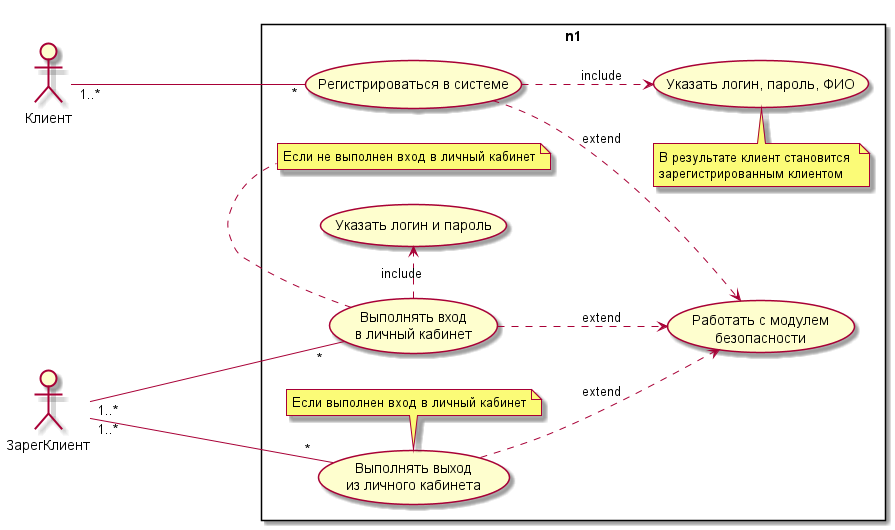 n1
Клиент
1..*
*
Регистрироваться в системе
include
Указать логин, пароль, ФИО
extend
Если не выполнен вход в личный кабинет
В результате клиент становится
зарегистрированным клиентом
Указать логин и пароль
include
Выполнять вход
в личный кабинет
extend
Работать с модулем
безопасности
*
ЗарегКлиент
1..*
1..*
*
Если выполнен вход в личный кабинет
extend
Выполнять выход
из личного кабинета